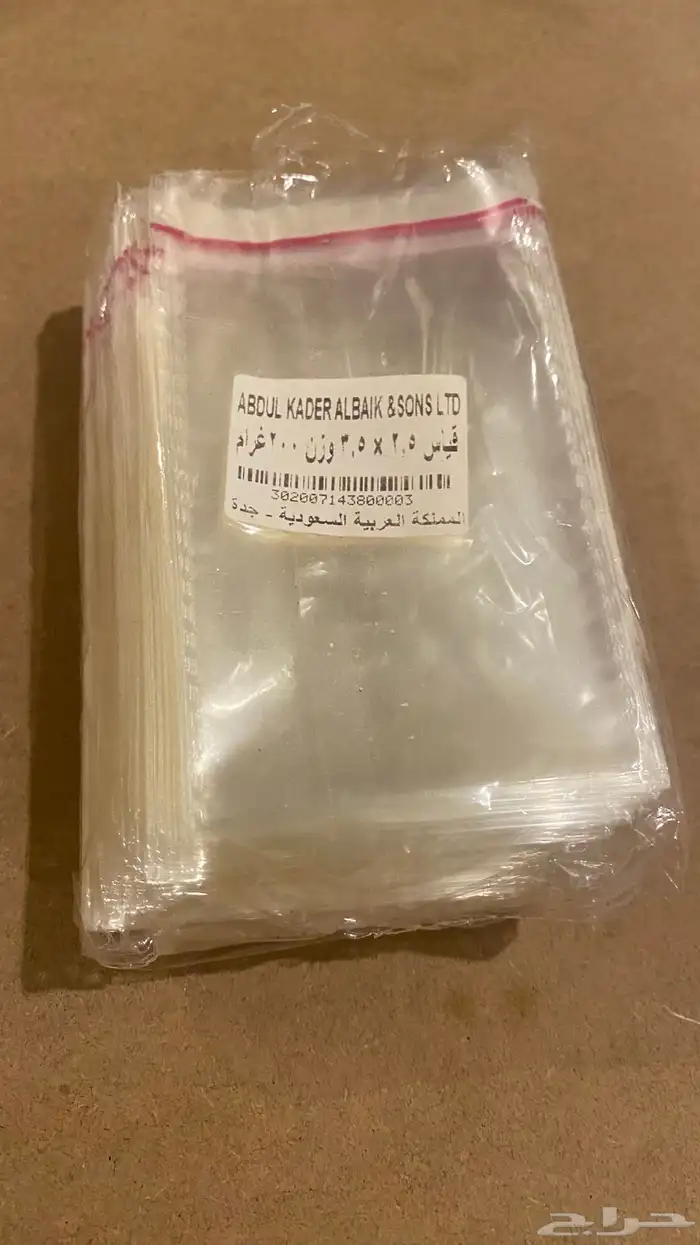 ABDUL KADER ALBAIK &SONS LTD
قياس ٢,٥ x ٣,٥ وزن ٢٠٠ غرام
302007143800003
المملكة العربية السعودية - جدة
حراج